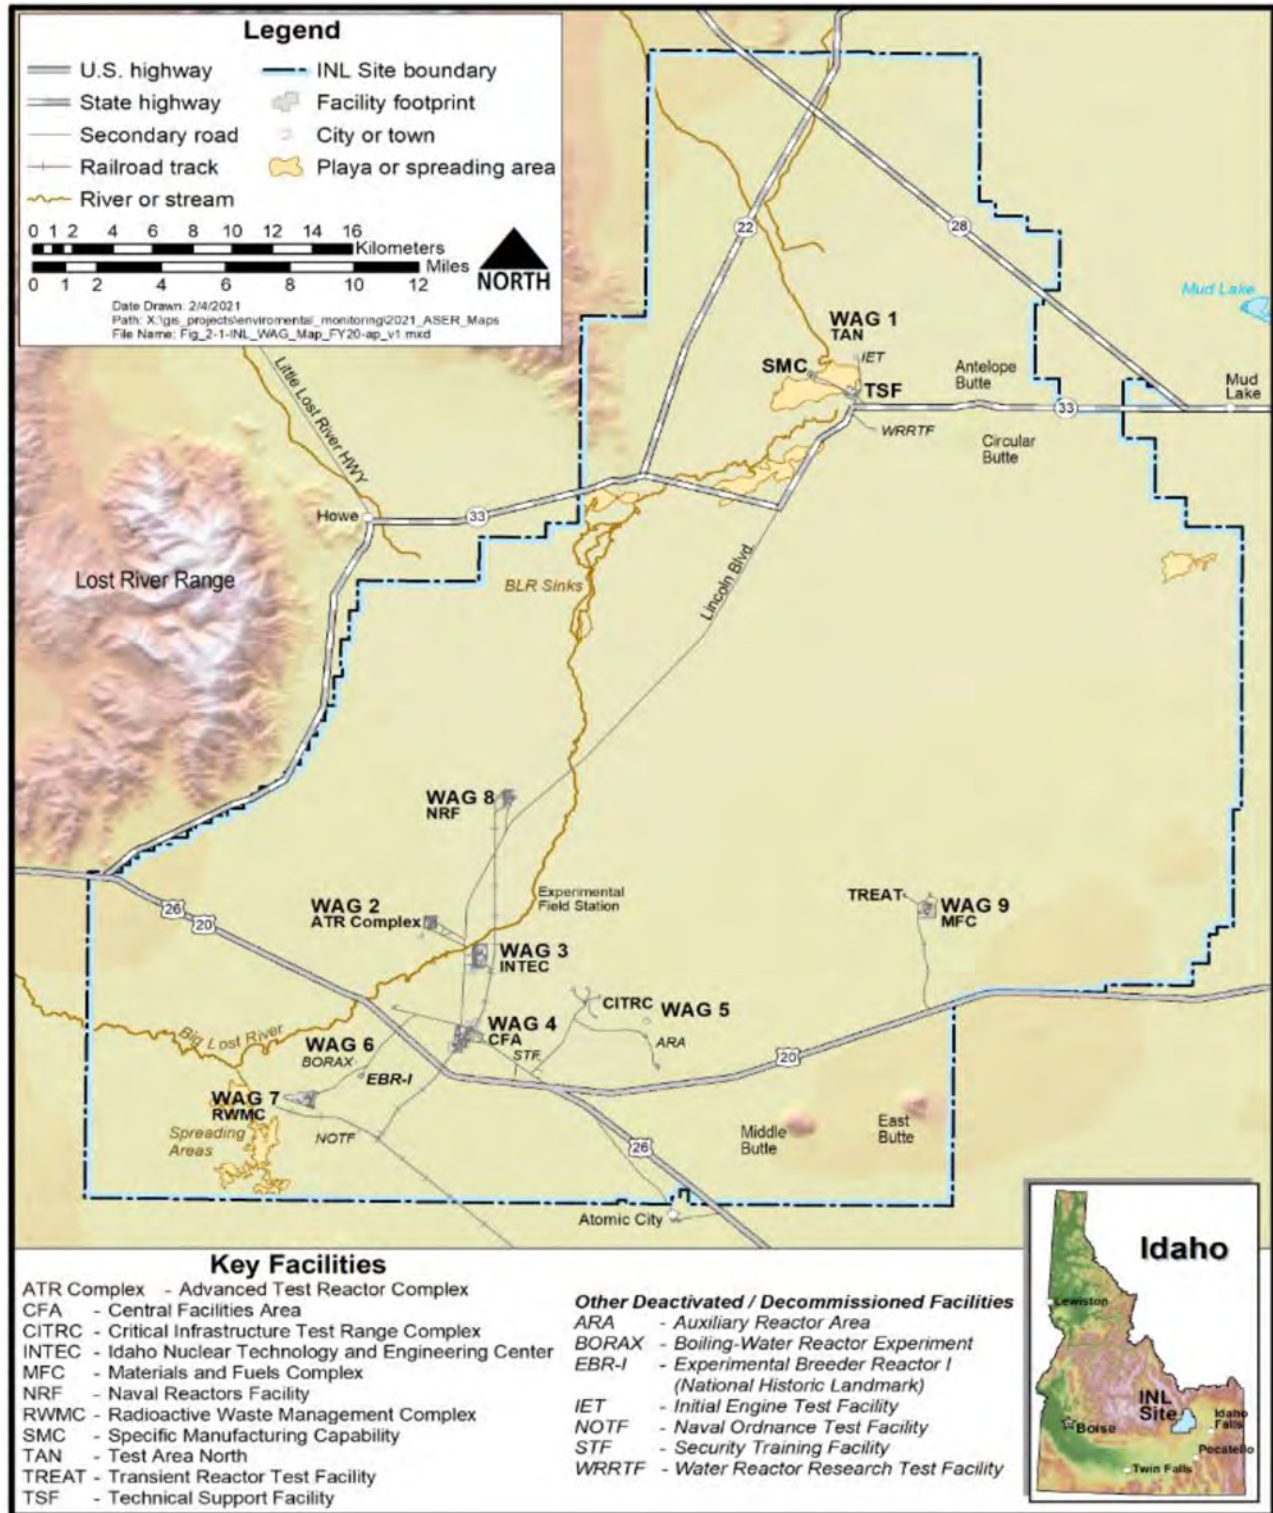 Legend
U.S. highway
State highway
Secondary road
Railroad track
River or stream
INL Site boundary
Facility footprint
City or town
Playa or spreading area
0 1 2 4 6 8 10 12 14 16
Kilometers
Miles
0 1 2 4 6 8 10 12
NORTH
Date Drawn: 2/4/2021
Path: X:\gis_projects\enviromental_monitoring\2021_ASER_Maps
File Name: Fig_2-1-INL_WAG_Map_FY20-ap_v1.mxd
22
28
Mud Lake
WAG 1
TAN
IET
SMC
TSF
Antelope
Butte
Mud
Lake
33
WRRTF
Circular
Butte
Little Lost River HWY
Howe
33
Lost River Range
BLR Sinks
Lincoln Blvd.
WAG 8
NRF
Experimental
Field Station
TREAT
WAG 9
MFC
26
20
WAG 2
ATR Complex
WAG 3
INTEC
CITRC
WAG 5
Big Lost River
WAG 4
CFA
WAG 6
BORAX
STF
ARA
EBR-I
20
WAG 7
RWMC
NOTF
Spreading
Areas
26
Middle
Butte
East
Butte
Atomic City
Key Facilities
ATR Complex - Advanced Test Reactor Complex
CFA - Central Facilities Area
CITRC - Critical Infrastructure Test Range Complex
INTEC - Idaho Nuclear Technology and Engineering Center
MFC - Materials and Fuels Complex
NRF - Naval Reactors Facility
RWMC - Radioactive Waste Management Complex
SMC - Specific Manufacturing Capability
TAN - Test Area North
TREAT - Transient Reactor Test Facility
TSF - Technical Support Facility
Other Deactivated / Decommissioned Facilities
ARA - Auxiliary Reactor Area
BORAX - Boiling-Water Reactor Experiment
EBR-I - Experimental Breeder Reactor I
(National Historic Landmark)
IET - Initial Engine Test Facility
NOTF - Naval Ordnance Test Facility
STF - Security Training Facility
WRRTF - Water Reactor Research Test Facility
Idaho
Lewiston
INL
Site
Idaho
Falls
Boise
Pocatello
Twin Falls